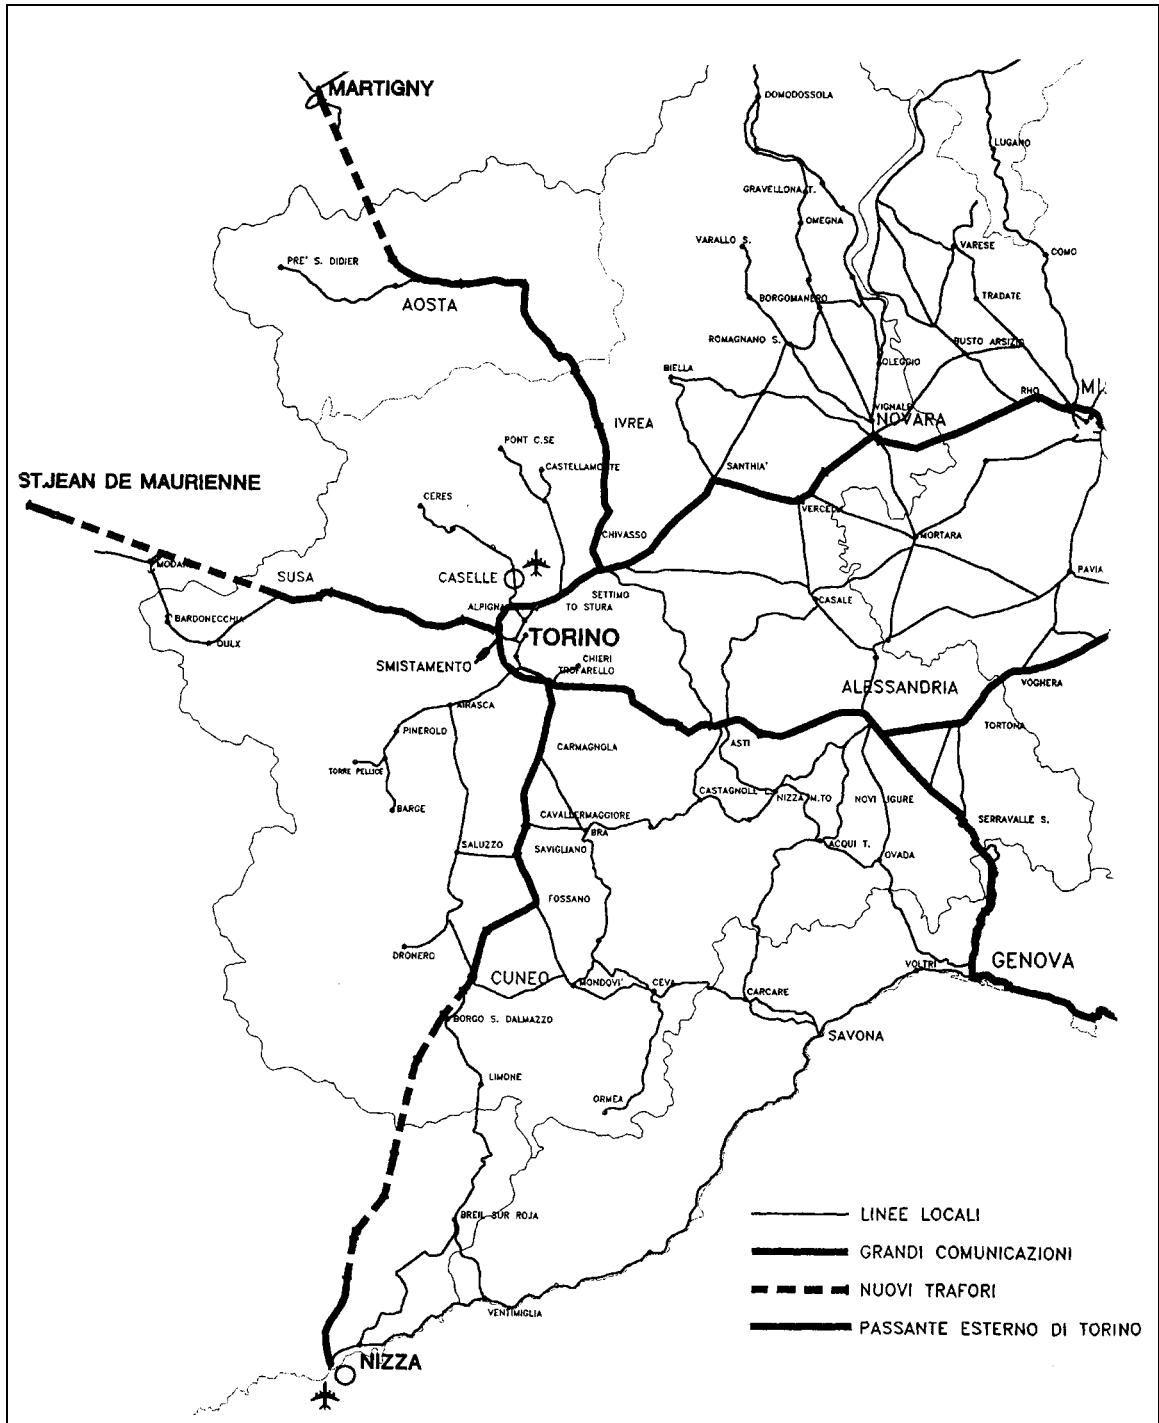 MARTIGNY
DOMODOSSOLA
LUGANO
GRAVELLONA T.
OMEGNA
VARALLO S.
VARESE
COMO
PRE' S. DIDIER
AOSTA
BORGOMANERO
TRADATE
ROMAGNANO S.
BUSTO ARSIZIO
OLEGGIO
BIELLA
RHO
MI
VIGNALE
NOVARA
IVREA
PONT C.SE
CASTELLAMONTE
SANTHIA'
ST.JEAN DE MAURIENNE
CERES
VERCELLI
CHIVASSO
MORTARA
MODANE
SUSA
CASELLE
PAVIA
SETTIMO
TO STURA
CASALE
ALPIGNA
BARDONECCHIA
TORINO
OULX
SMISTAMENTO
CHIERI
TROFARELLO
ALESSANDRIA
VOGHERA
AIRASCA
TORTONA
PINEROLO
CARMAGNOLA
ASTI
TORRE PELLICE
CASTAGNOLE L.
NIZZA M.TO
NOVI LIGURE
BARGE
CAVALLERMAGGIORE
SERRAVALLE S.
BRA
SALUZZO
SAVIGLIANO
ACQUI T.
OVADA
FOSSANO
DRONERO
VOLTRI
GENOVA
CUNEO
MONDOVI'
CEVA
CARCARE
BORGO S. DALMAZZO
SAVONA
LIMONE
ORMEA
BREIL SUR ROJA
LINEE LOCALI
GRANDI COMUNICAZIONI
NUOVI TRAFORI
VENTIMIGLIA
PASSANTE ESTERNO DI TORINO
NIZZA